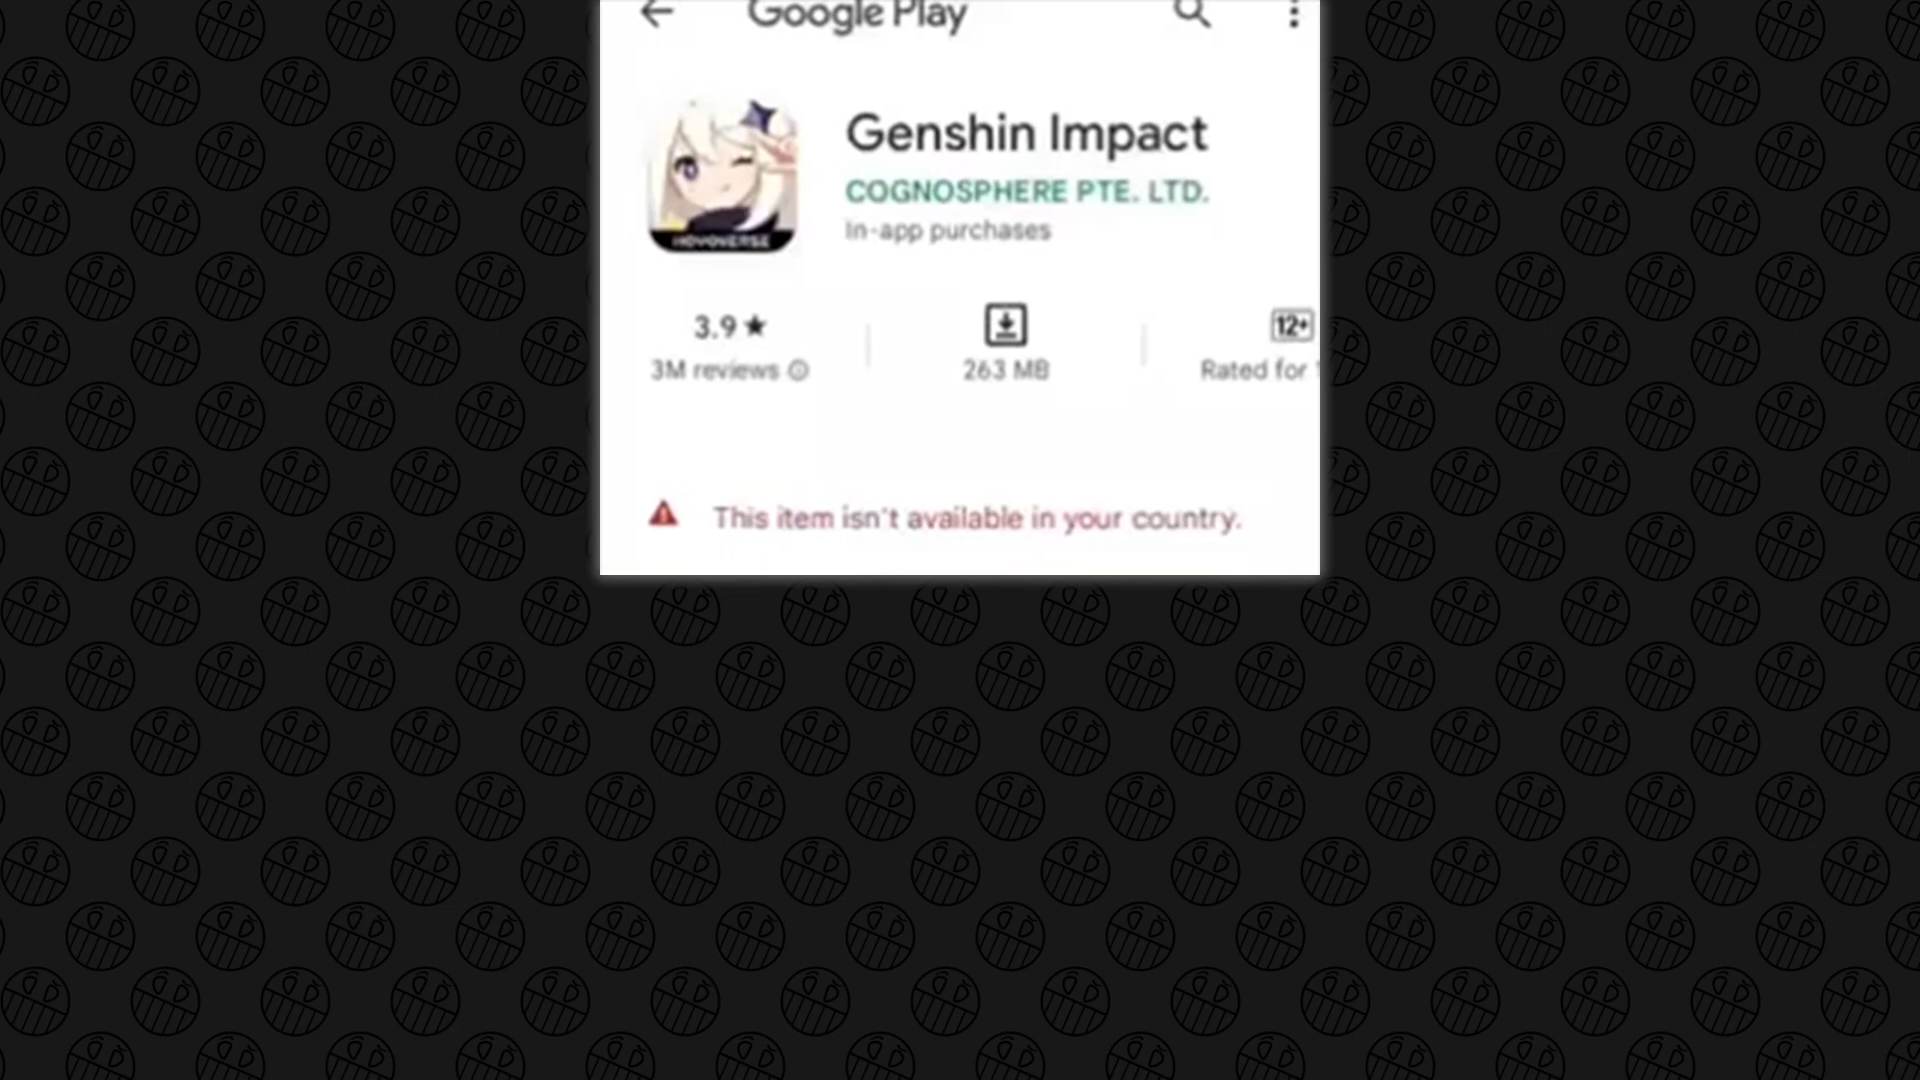 Google Play
Genshin Impact
COGNOSPHERE PTE. LTD.
In-app purchases
HOYOVERSE
3.9★
12+
3M reviews
263 MB
Rated for
This item isn't available in your country.